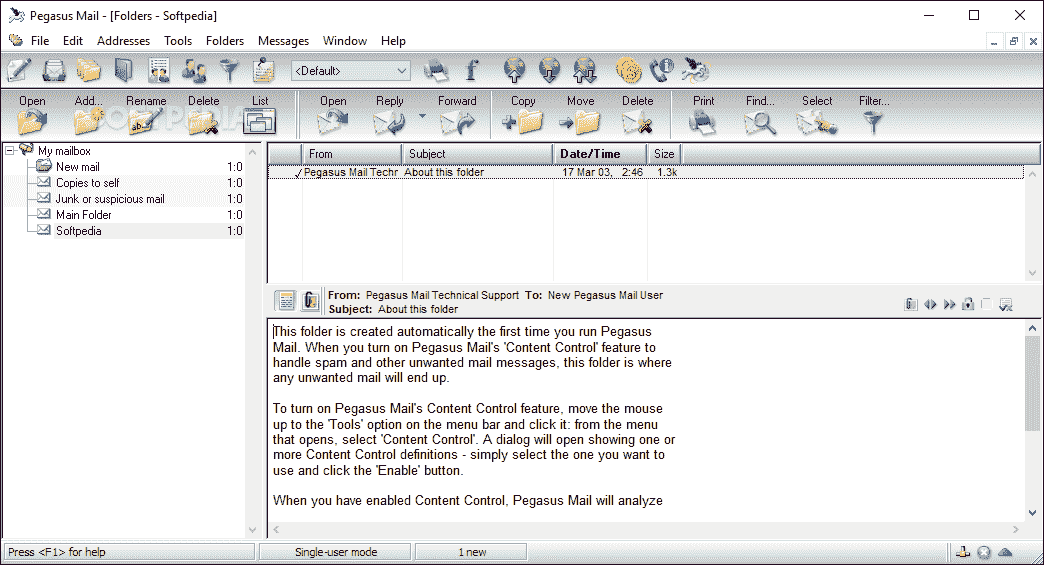 Pegasus Mail - [Folders - Softpedia]
File Edit Addresses Tools Folders Messages Window Help
<Default>
Open Add... Rename Delete List Open Reply Forward Copy Move Delete Print Find... Select Filter...
SOFTPEDIA
My mailbox
New mail 1:0
Copies to self 1:0
Junk or suspicious mail 1:0
Main Folder 1:0
Softpedia 1:0
From Subject Date/Time Size
Pegasus Mail Techr About this folder 17 Mar 03, 2:46 1.3k
From: Pegasus Mail Technical Support To: New Pegasus Mail User
Subject: About this folder
This folder is created automatically the first time you run Pegasus
Mail. When you turn on Pegasus Mail's 'Content Control' feature to
handle spam and other unwanted mail messages, this folder is where
any unwanted mail will end up.
To turn on Pegasus Mail's Content Control feature, move the mouse
up to the 'Tools' option on the menu bar and click it: from the menu
that opens, select 'Content Control'. A dialog will open showing one or
more Content Control definitions - simply select the one you want to
use and click the 'Enable' button.
When you have enabled Content Control, Pegasus Mail will analyze
Press <F1> for help Single-user mode 1 new